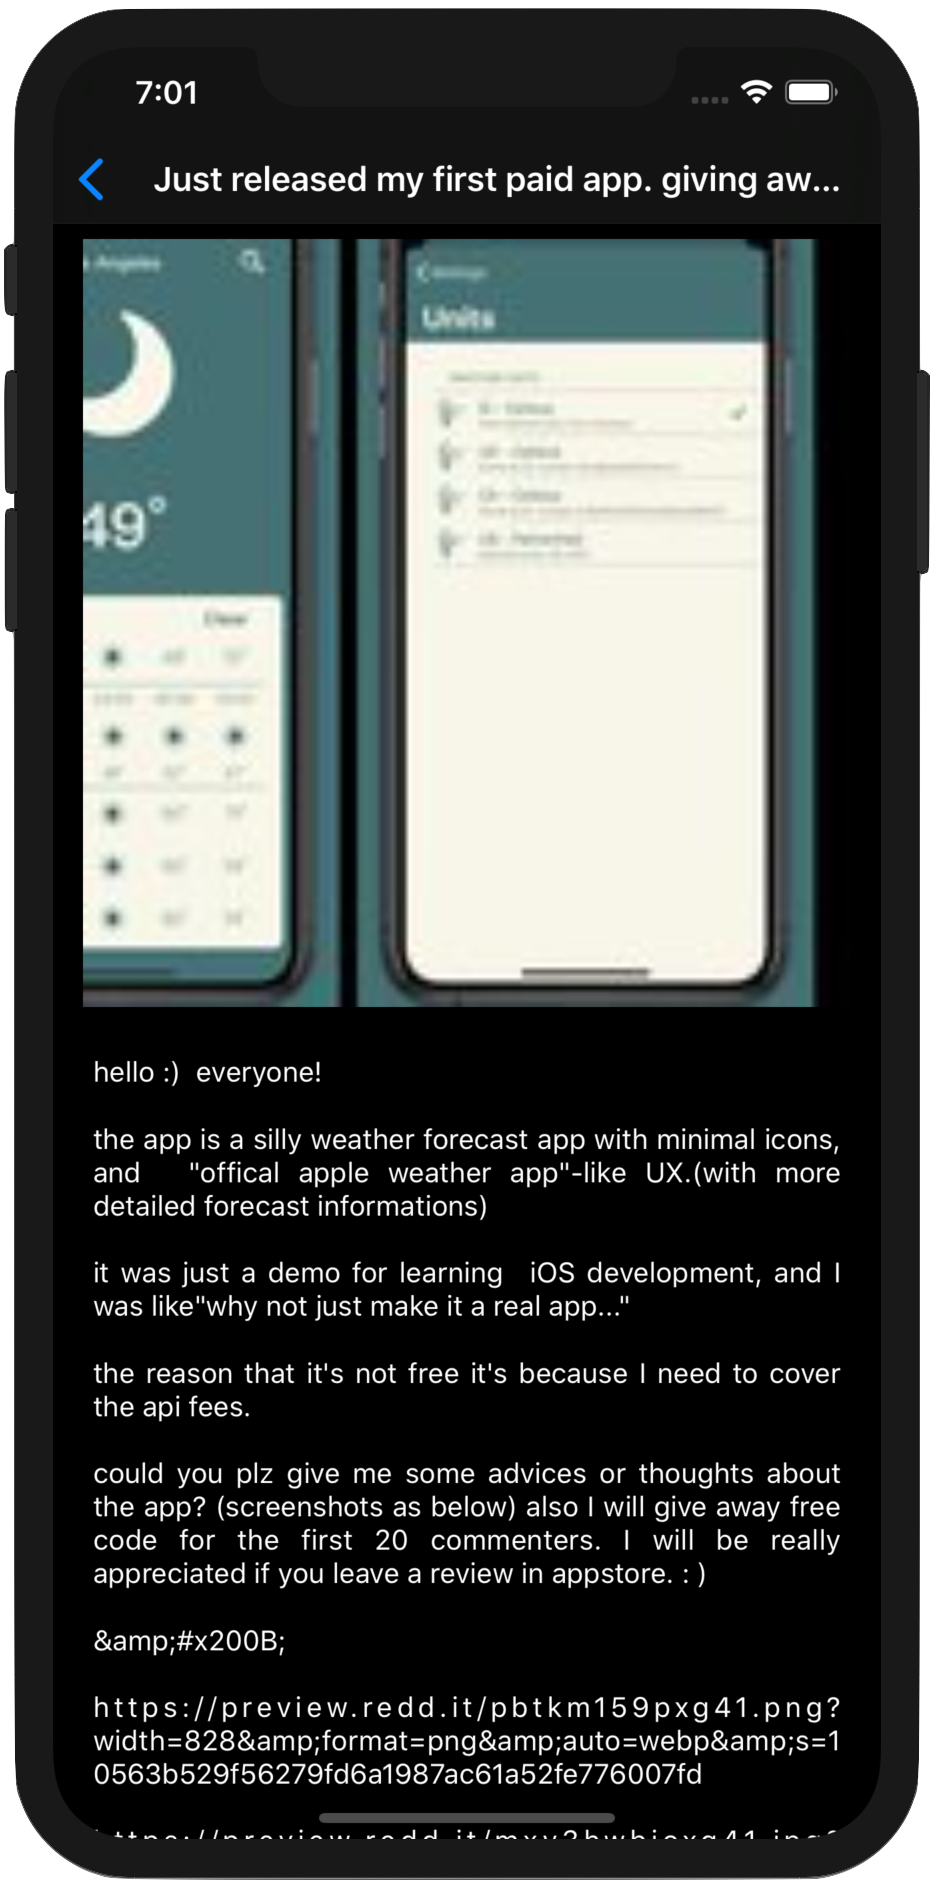 7:01
Just released my first paid app. giving aw...
Angeles
49°
Units
Clear
hello :)  everyone!
the app is a silly weather forecast app with minimal icons,
and   "offical apple weather app"-like UX.(with more
detailed forecast informations)
it was just a demo for learning  iOS development, and I
was like"why not just make it a real app..."
the reason that it's not free it's because I need to cover
the api fees.
could you plz give me some advices or thoughts about
the app? (screenshots as below) also I will give away free
code for the first 20 commenters. I will be really
appreciated if you leave a review in appstore. : )
&amp;#x200B;
https://preview.redd.it/pbtkm159pxg41.png?
width=828&amp;format=png&amp;auto=webp&amp;s=1
0563b529f56279fd6a1987ac61a52fe776007fd